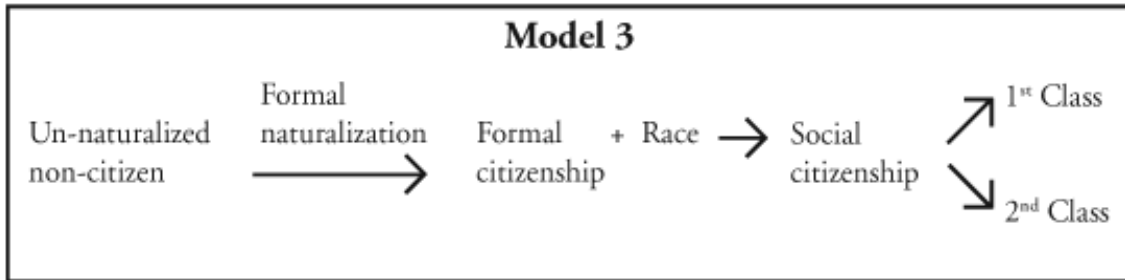 Model 3
Un-naturalized
non-citizen
Formal
naturalization
Formal
citizenship
+ Race
Social
citizenship
1st Class
2nd Class